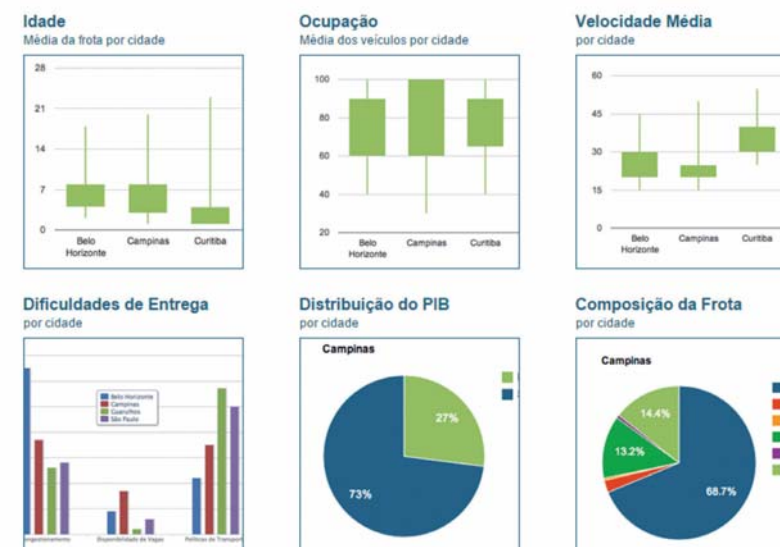 Idade
Média da frota por cidade
28
21
14
7
0
Belo Horizonte
Campinas
Curitiba
Ocupação
Média dos veículos por cidade
100
80
60
40
20
Belo Horizonte
Campinas
Curitiba
Velocidade Média
por cidade
60
45
30
15
0
Belo Horizonte
Campinas
Curitiba
Dificuldades de Entrega
por cidade
Belo Horizonte
Campinas
Guarulhos
São Paulo
Disponibilidade de Vagas
Políticas de
Distribuição do PIB
por cidade
Campinas
27%
73%
Composição da Frota
por cidade
Campinas
14.4%
13.2%
68.7%